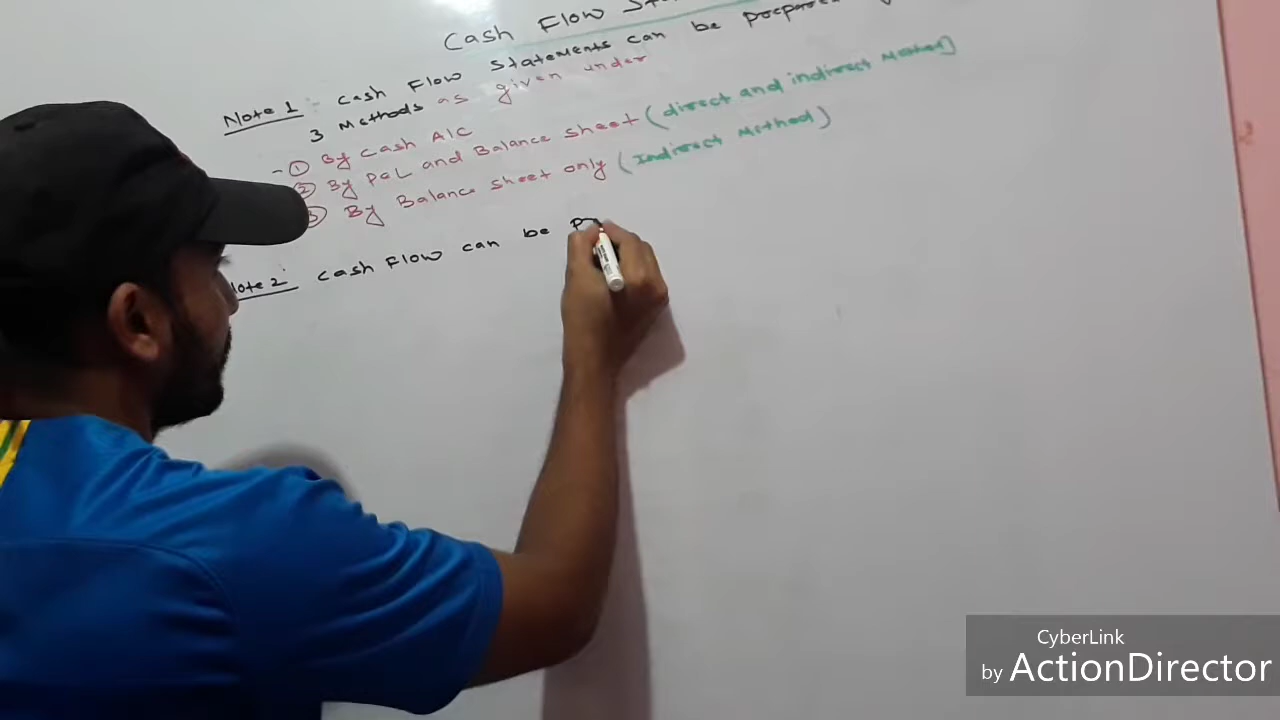 Cash Flow
Note 1 :- Cash Flow Statements can be prepared
3 Methods as given under
- ① By Cash A/C
② By P&L and Balance sheet (direct and indirect Method)
③ By Balance sheet only (Indirect Method)
Note 2 Cash Flow can be
CyberLink
by ActionDirector